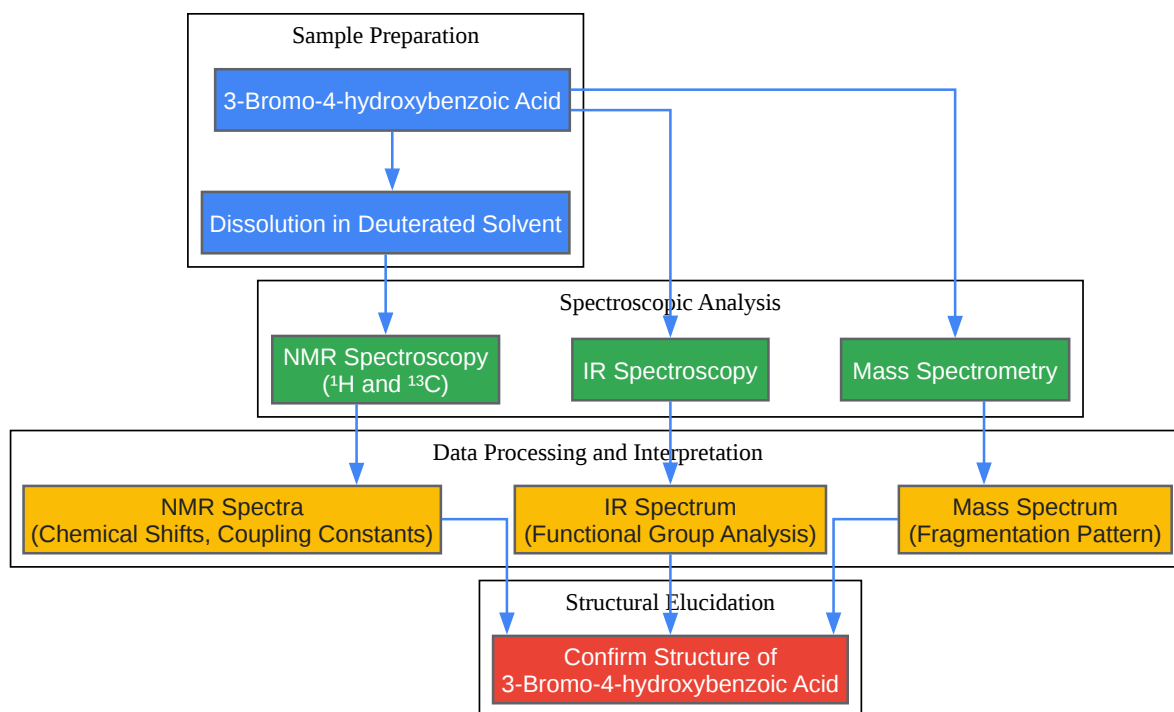 Sample Preparation
3-Bromo-4-hydroxybenzoic Acid
Dissolution in Deuterated Solvent
Spectroscopic Analysis
NMR Spectroscopy
(¹H and ¹³C)
IR Spectroscopy
Mass Spectrometry
Data Processing and Interpretation
NMR Spectra
(Chemical Shifts, Coupling Constants)
IR Spectrum
(Functional Group Analysis)
Mass Spectrum
(Fragmentation Pattern)
Structural Elucidation
Confirm Structure of
3-Bromo-4-hydroxybenzoic Acid